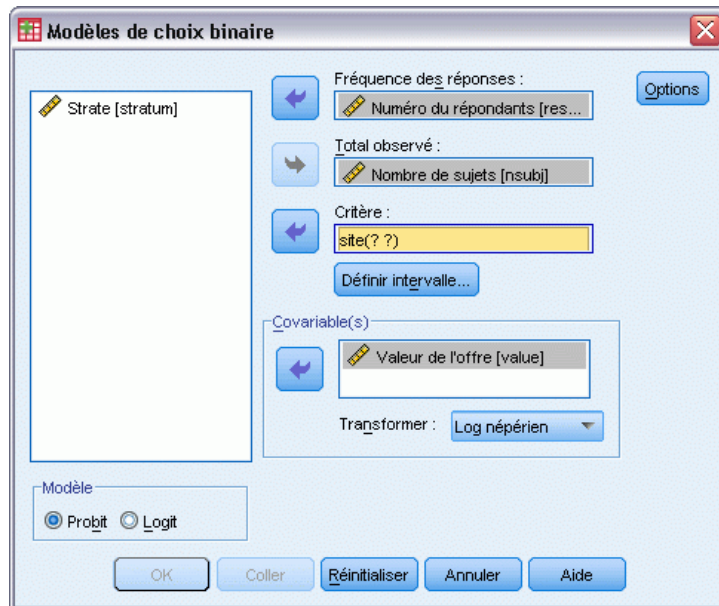 Modèles de choix binaire
Strate [stratum]
Fréquence des réponses :
Numéro du répondants [res...
Options
Total observé :
Nombre de sujets [nsubj]
Critère :
site(? ?)
Définir intervalle...
Covariable(s)
Valeur de l'offre [value]
Transformer :
Log népérien
Modèle
Probit
Logit
OK
Coller
Réinitialiser
Annuler
Aide